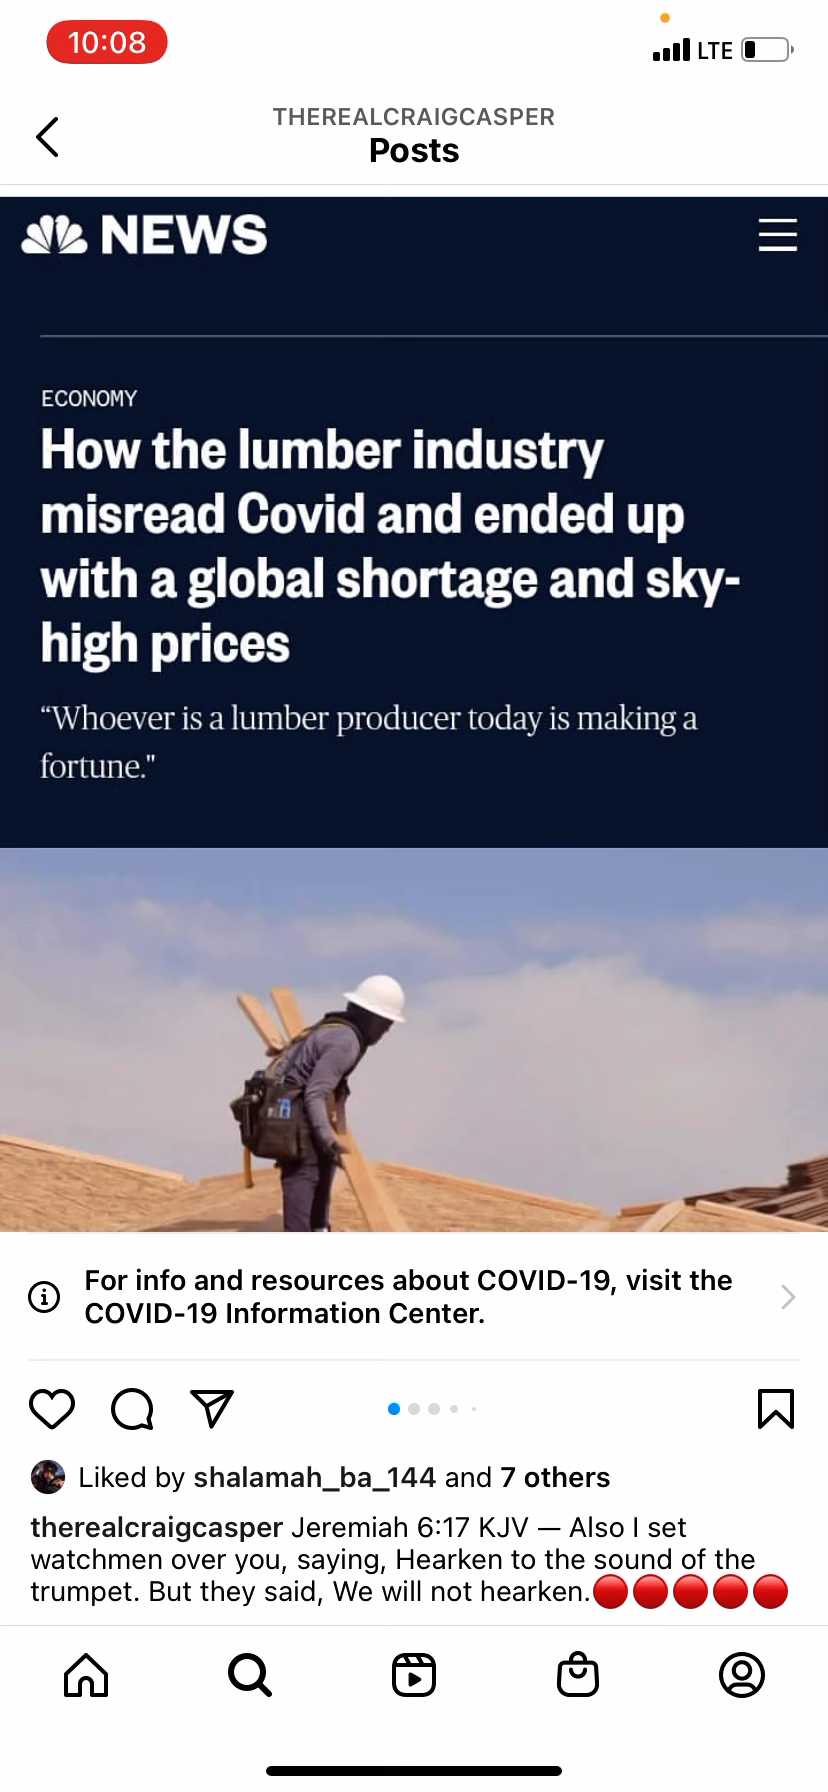 10:08
LTE
THEREALCRAIGCASPER
Posts
NEWS
ECONOMY
How the lumber industry
misread Covid and ended up
with a global shortage and sky-
high prices
“Whoever is a lumber producer today is making a
fortune."
For info and resources about COVID-19, visit the
COVID-19 Information Center.
Liked by shalamah_ba_144 and 7 others
therealcraigcasper Jeremiah 6:17 KJV — Also I set
watchmen over you, saying, Hearken to the sound of the
trumpet. But they said, We will not hearken.🔴🔴🔴🔴🔴